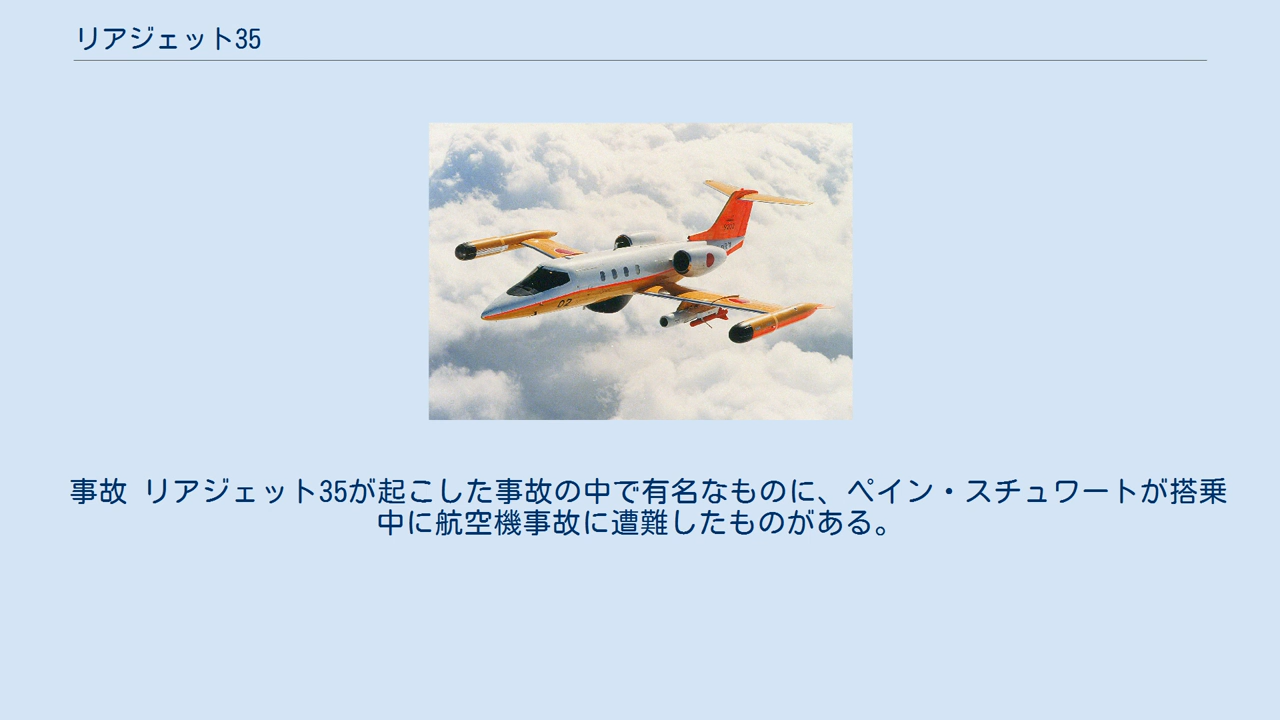 リアジェット35
02
事故 リアジェット35が起こした事故の中で有名なものに、ペイン・スチュワートが搭乗
中に航空機事故に遭難したものがある。